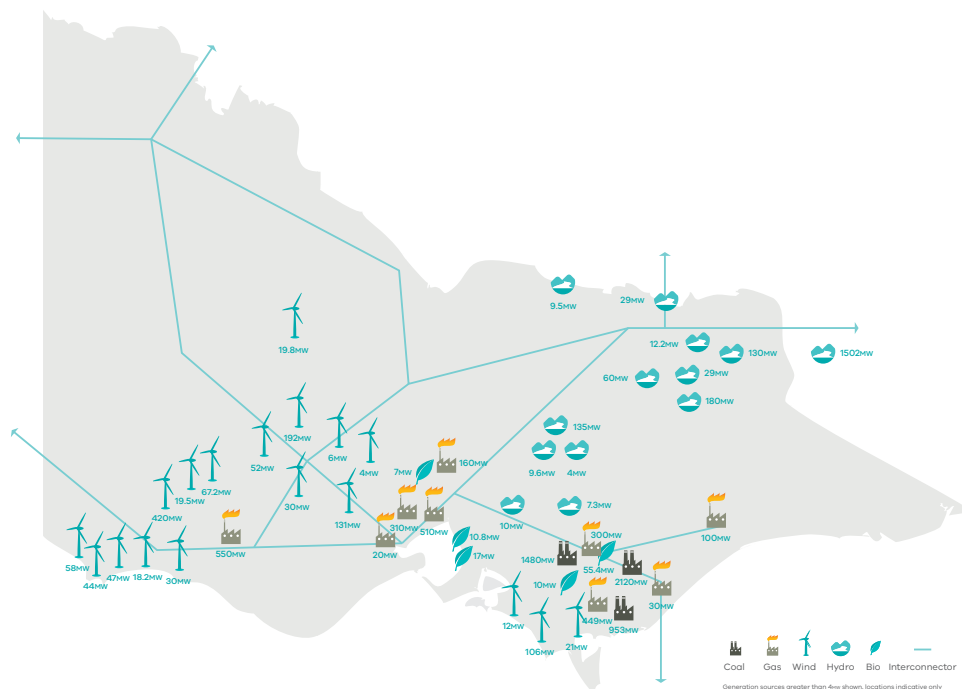 9.5MW
29MW
12.2MW
130MW
1502MW
19.8MW
60MW
29MW
180MW
192MW
135MW
52MW
6MW
4MW
7MW
160MW
9.6MW
4MW
67.2MW
19.5MW
420MW
30MW
131MW
310MW
510MW
10MW
7.3MW
550MW
20MW
10.8MW
300MW
100MW
17MW
1480MW
55.4MW
58MW
44MW
47MW
18.2MW
30MW
10MW
2120MW
30MW
12MW
449MW
953MW
106MW
21MW
Coal Gas Wind Hydro Bio Interconnector
Generation sources greater than 4MW shown, locations indicative only